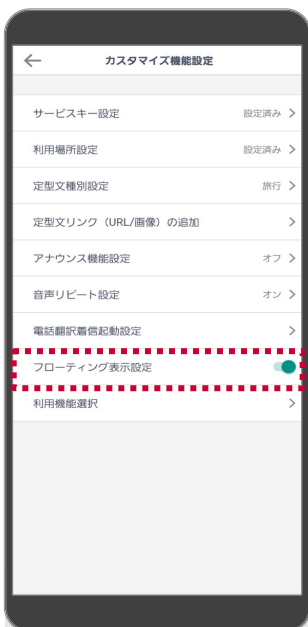 カスタマイズ機能設定
サービスキー設定 設定済み
利用場所設定 設定済み
定型文種別設定 旅行
定型文リンク（URL/画像）の追加
アナウンス機能設定 オフ
音声リピート設定 オン
電話翻訳着信起動設定
フローティング表示設定
利用機能選択